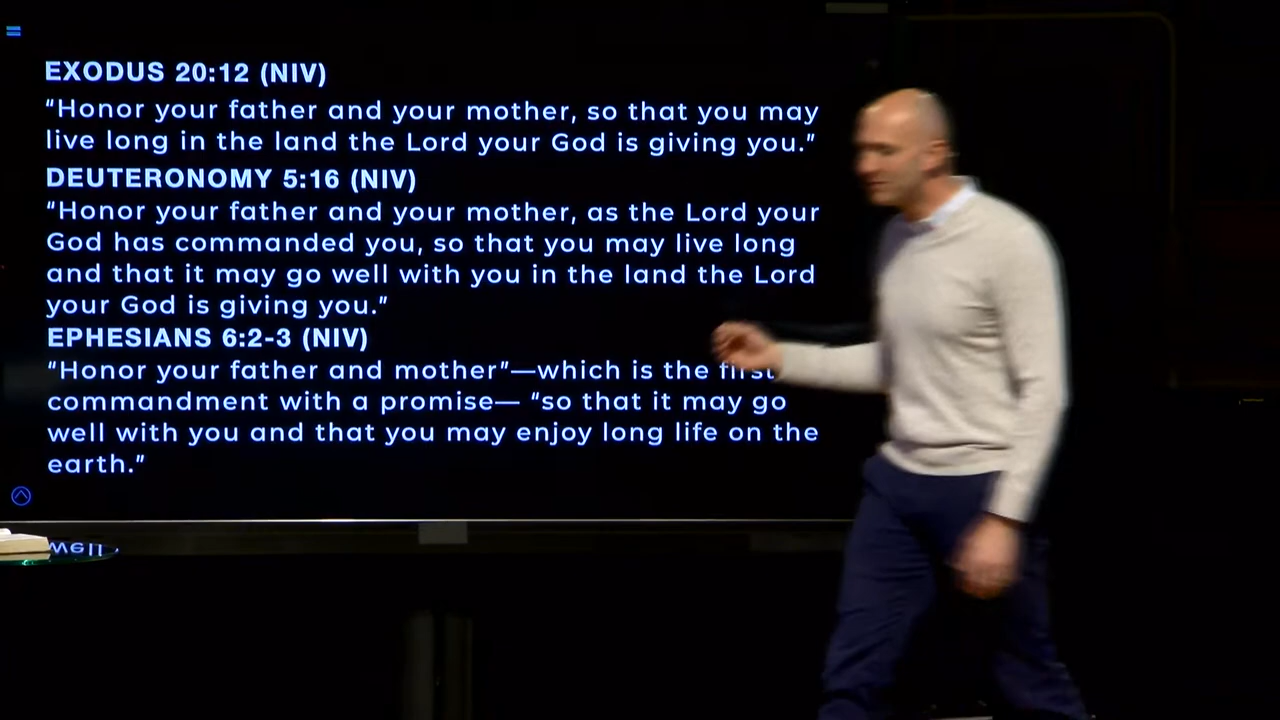 EXODUS 20:12 (NIV)
“Honor your father and your mother, so that you may
live long in the land the Lord your God is giving you.”
DEUTERONOMY 5:16 (NIV)
“Honor your father and your mother, as the Lord your
God has commanded you, so that you may live long
and that it may go well with you in the land the Lord
your God is giving you.”
EPHESIANS 6:2-3 (NIV)
“Honor your father and mother”—which is the first
commandment with a promise— “so that it may go
well with you and that you may enjoy long life on the
earth.”